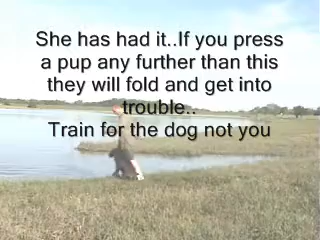 She has had it..If you press
a pup any further than this
they will fold and get into
trouble..
Train for the dog not you